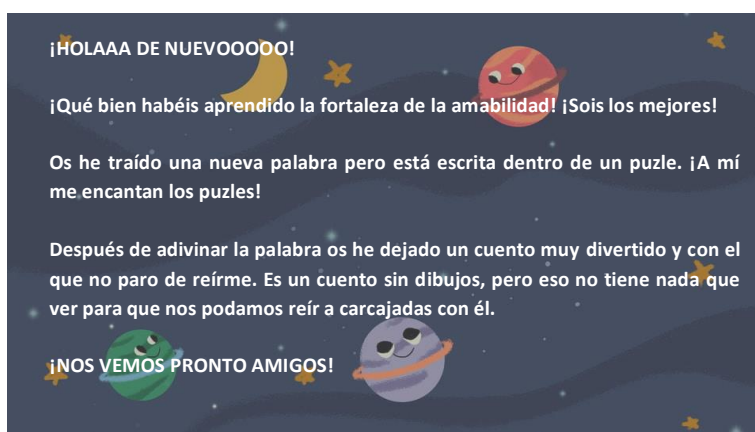 ¡HOLAAA DE NUEVOOOOO!
¡Qué bien habéis aprendido la fortaleza de la amabilidad! ¡Sois los mejores!
Os he traído una nueva palabra pero está escrita dentro de un puzle. ¡A mí
me encantan los puzles!
Después de adivinar la palabra os he dejado un cuento muy divertido y con el
que no paro de reírme. Es un cuento sin dibujos, pero eso no tiene nada que
ver para que nos podamos reír a carcajadas con él.
¡NOS VEMOS PRONTO AMIGOS!